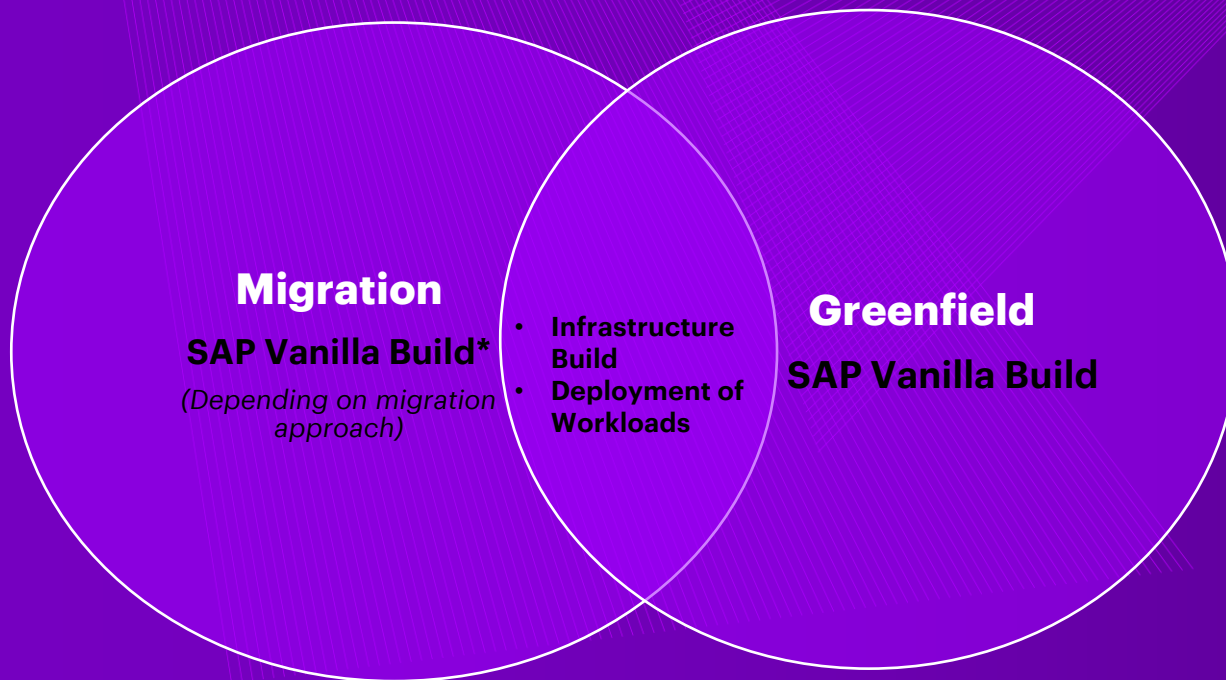 Migration
SAP Vanilla Build*
(Depending on migration
approach)
• Infrastructure
Build
• Deployment of
Workloads
Greenfield
SAP Vanilla Build